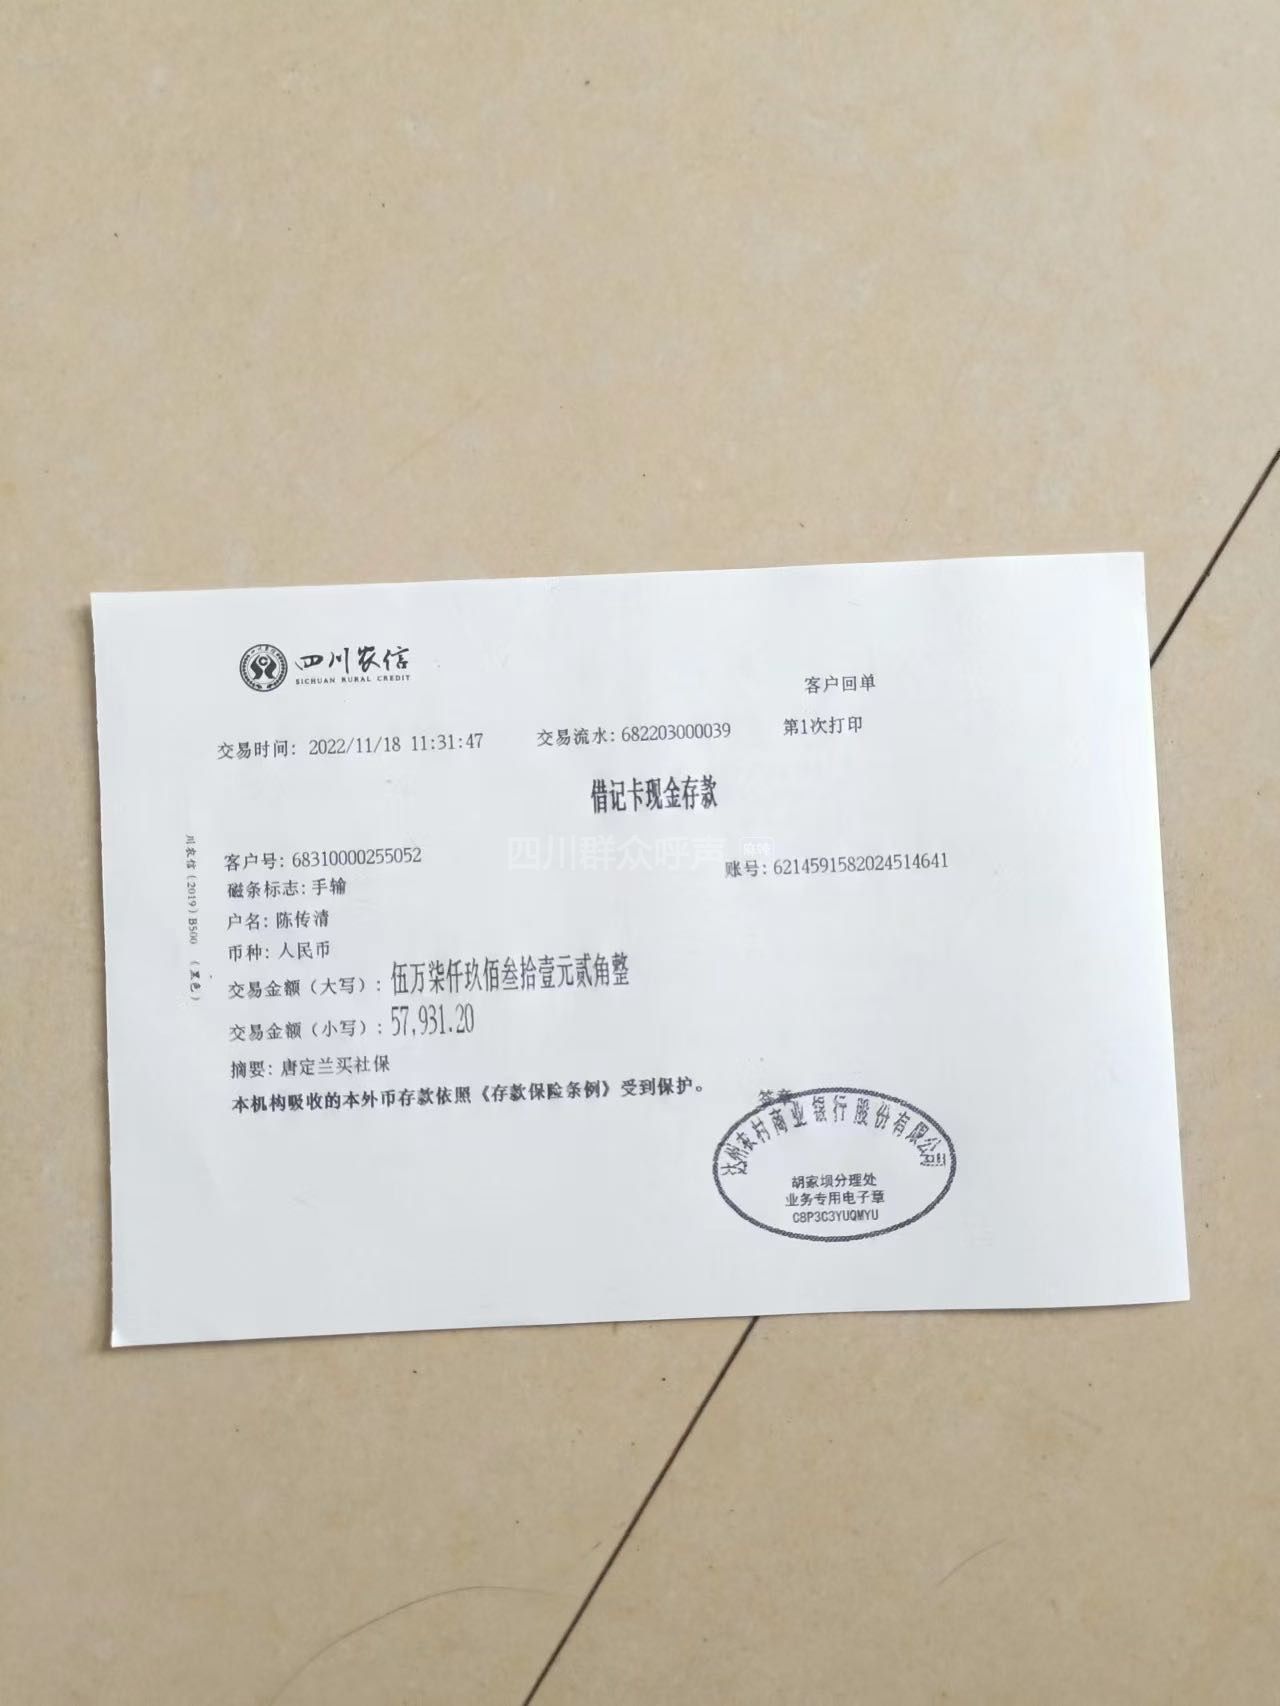 四川农信
SICHUAN RURAL CREDIT
客户回单
交易时间: 2022/11/18 11:31:47 交易流水: 682203000039 第1次打印
借记卡现金存款
四川群众呼声 麻辣
客户号: 68310000255052 账号: 6214591582024514641
磁条标志: 手输
户名: 陈传清
币种: 人民币
交易金额（大写）: 伍万柒仟玖佰叁拾壹元贰角整
交易金额（小写）: 57,931.20
摘要: 唐定兰买社保
本机构吸收的本外币存款依照《存款保险条例》受到保护。
签章
达州农村商业银行股份有限公司
胡家坝分理处
业务专用电子章
C8P3C3YUQMYU
川农信（2019）B500 （黑色）